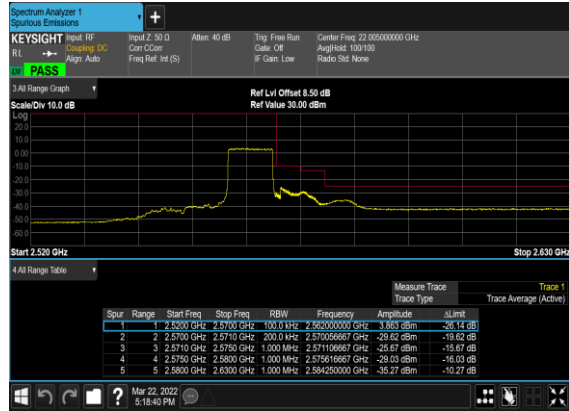 Spectrum Analyzer 1
Spurious Emissions
KEYSIGHT Input: RF Input Z: 50 Ω Atten: 40 dB Trig: Free Run Center Freq: 22.005000000 GHz
RL Coupling: DC Corr CCorr Gate: Off Avg|Hold: 100/100
Align: Auto Freq Ref: Int (S) IF Gain: Low Radio Std: None
PASS
3 All Range Graph
Ref Lvl Offset 8.50 dB
Scale/Div 10.0 dB Ref Value 30.00 dBm
Log
20.0
10.0
0.00
-10.0
-20.0
-30.0
-40.0
-50.0
-60.0
Start 2.520 GHz Stop 2.630 GHz
4 All Range Table
Measure Trace Trace 1
Trace Type Trace Average (Active)
Spur Range Start Freq Stop Freq RBW Frequency Amplitude ΔLimit
1 1 2.5200 GHz 2.5700 GHz 100.0 kHz 2.562000000 GHz 3.863 dBm -26.14 dB
2 2 2.5700 GHz 2.5710 GHz 200.0 kHz 2.570056667 GHz -29.62 dBm -19.62 dB
3 3 2.5710 GHz 2.5750 GHz 1.000 MHz 2.571106667 GHz -25.67 dBm -15.67 dB
4 4 2.5750 GHz 2.5800 GHz 1.000 MHz 2.575616667 GHz -29.03 dBm -16.03 dB
5 5 2.5800 GHz 2.6300 GHz 1.000 MHz 2.584250000 GHz -35.27 dBm -10.27 dB
Mar 22, 2022
5:18:40 PM